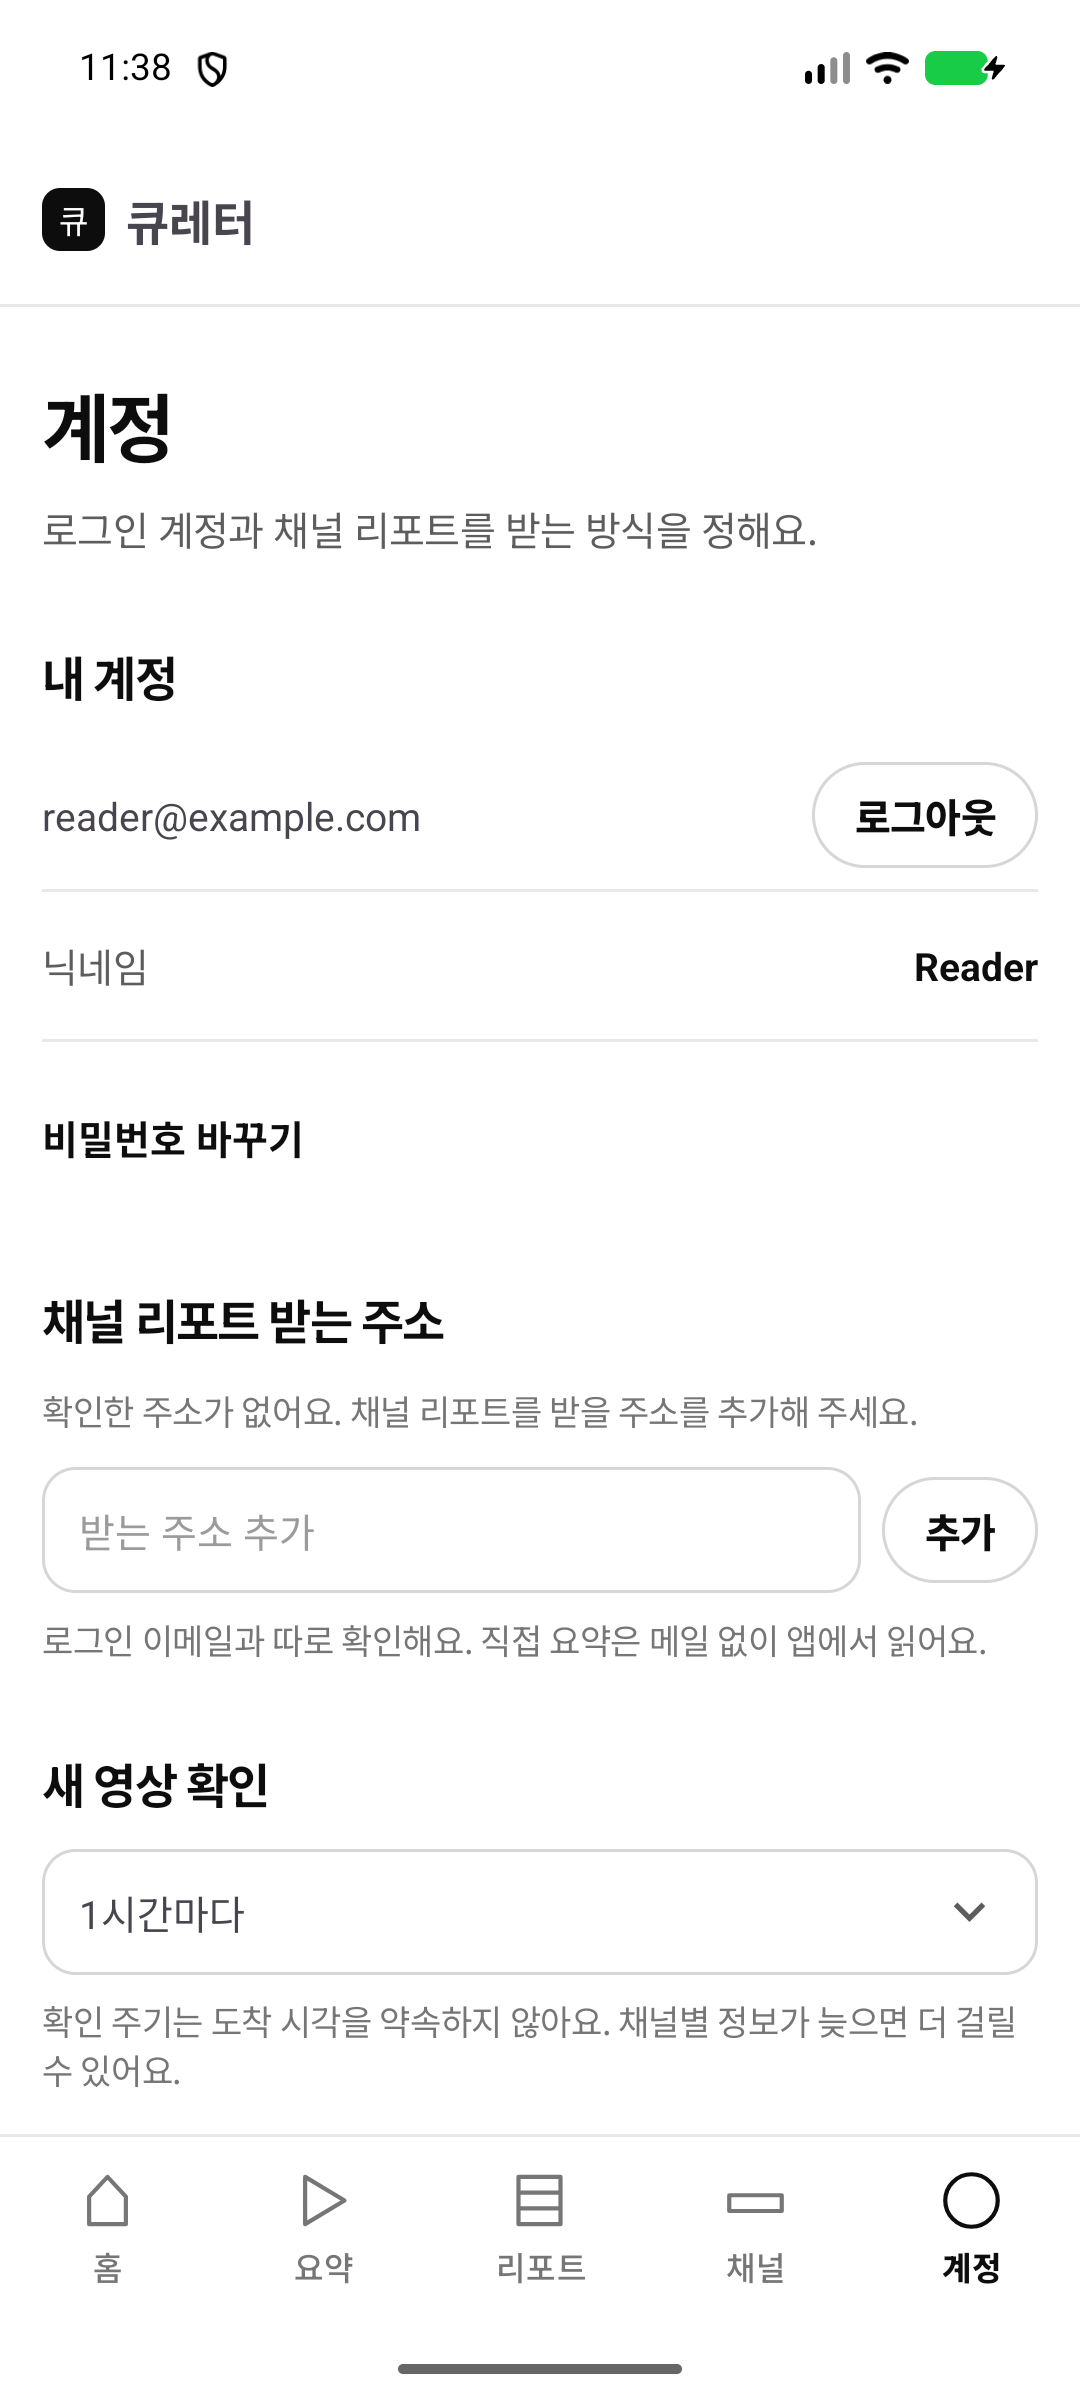 11:38
큐 큐레터
계정
로그인 계정과 채널 리포트를 받는 방식을 정해요.
내 계정
reader@example.com 로그아웃
닉네임 Reader
비밀번호 바꾸기
채널 리포트 받는 주소
확인한 주소가 없어요. 채널 리포트를 받을 주소를 추가해 주세요.
받는 주소 추가 추가
로그인 이메일과 따로 확인해요. 직접 요약은 메일 없이 앱에서 읽어요.
새 영상 확인
1시간마다
확인 주기는 도착 시각을 약속하지 않아요. 채널별 정보가 늦으면 더 걸릴
수 있어요.
홈 요약 리포트 채널 계정